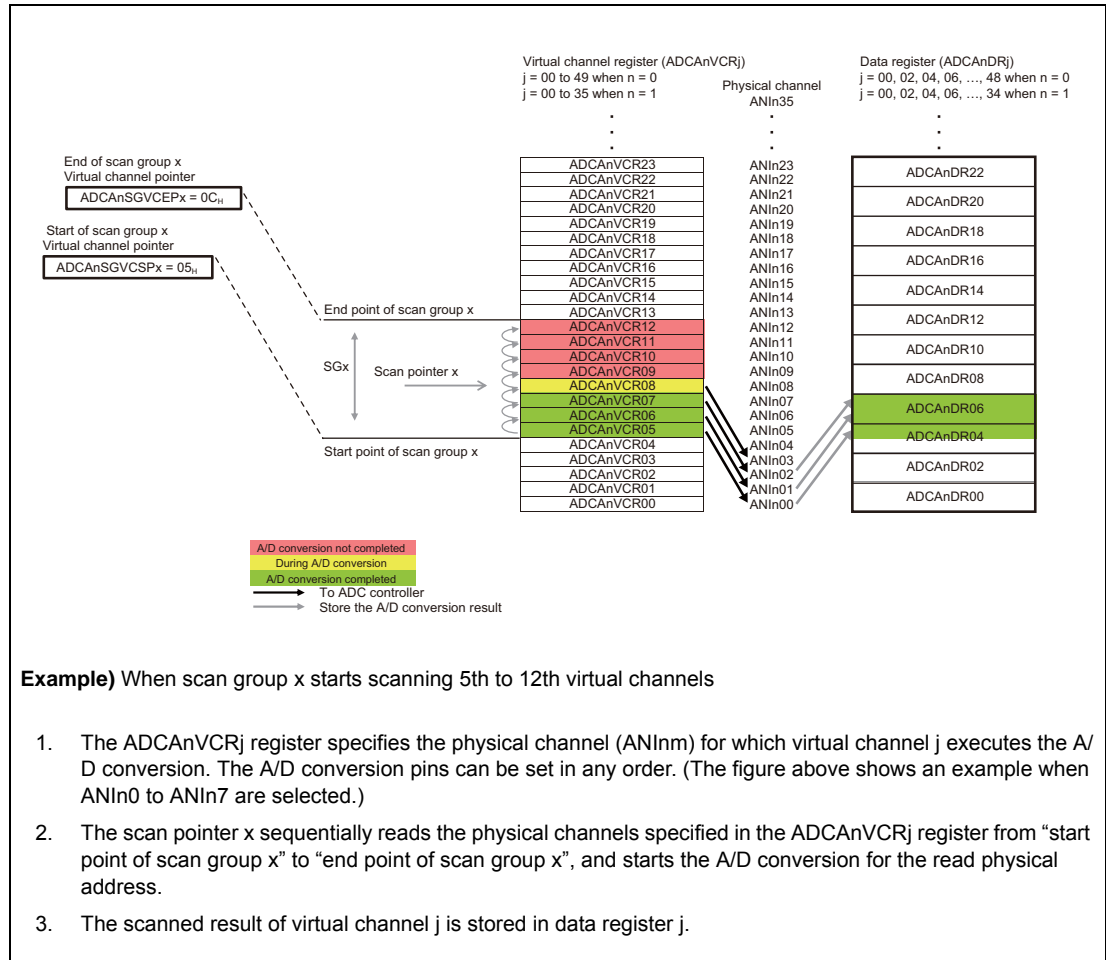 Virtual channel register (ADCAnVCRj)
j = 00 to 49 when n = 0
j = 00 to 35 when n = 1
Physical channel
ANIn35
Data register (ADCAnDRj)
j = 00, 02, 04, 06, …, 48 when n = 0
j = 00, 02, 04, 06, …, 34 when n = 1
End of scan group x
Virtual channel pointer
ADCAnSGVCEPx = 0CH
Start of scan group x
Virtual channel pointer
ADCAnSGVCSPx = 05H
End point of scan group x
SGx
Scan pointer x
Start point of scan group x
ADCAnVCR23
ADCAnVCR22
ADCAnVCR21
ADCAnVCR20
ADCAnVCR19
ADCAnVCR18
ADCAnVCR17
ADCAnVCR16
ADCAnVCR15
ADCAnVCR14
ADCAnVCR13
ADCAnVCR12
ADCAnVCR11
ADCAnVCR10
ADCAnVCR09
ADCAnVCR08
ADCAnVCR07
ADCAnVCR06
ADCAnVCR05
ADCAnVCR04
ADCAnVCR03
ADCAnVCR02
ADCAnVCR01
ADCAnVCR00
ANIn23
ANIn22
ANIn21
ANIn20
ANIn19
ANIn18
ANIn17
ANIn16
ANIn15
ANIn14
ANIn13
ANIn12
ANIn11
ANIn10
ANIn09
ANIn08
ANIn07
ANIn06
ANIn05
ANIn04
ANIn03
ANIn02
ANIn01
ANIn00
ADCAnDR22
ADCAnDR20
ADCAnDR18
ADCAnDR16
ADCAnDR14
ADCAnDR12
ADCAnDR10
ADCAnDR08
ADCAnDR06
ADCAnDR04
ADCAnDR02
ADCAnDR00
A/D conversion not completed
During A/D conversion
A/D conversion completed
To ADC controller
Store the A/D conversion result
Example) When scan group x starts scanning 5th to 12th virtual channels
1. The ADCAnVCRj register specifies the physical channel (ANInm) for which virtual channel j executes the A/
D conversion. The A/D conversion pins can be set in any order. (The figure above shows an example when
ANIn0 to ANIn7 are selected.)
2. The scan pointer x sequentially reads the physical channels specified in the ADCAnVCRj register from “start
point of scan group x” to “end point of scan group x”, and starts the A/D conversion for the read physical
address.
3. The scanned result of virtual channel j is stored in data register j.